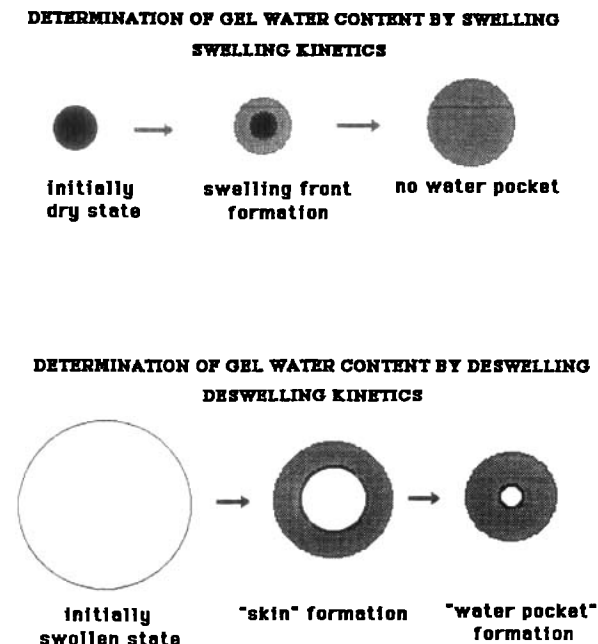 DETERMINATION OF GEL WATER CONTENT BY SWELLING
SWELLING KINETICS
initially
dry state
swelling front
formation
no water pocket
DETERMINATION OF GEL WATER CONTENT BY DESWELLING
DESWELLING KINETICS
initially
swollen state
"skin" formation
"water pocket"
formation